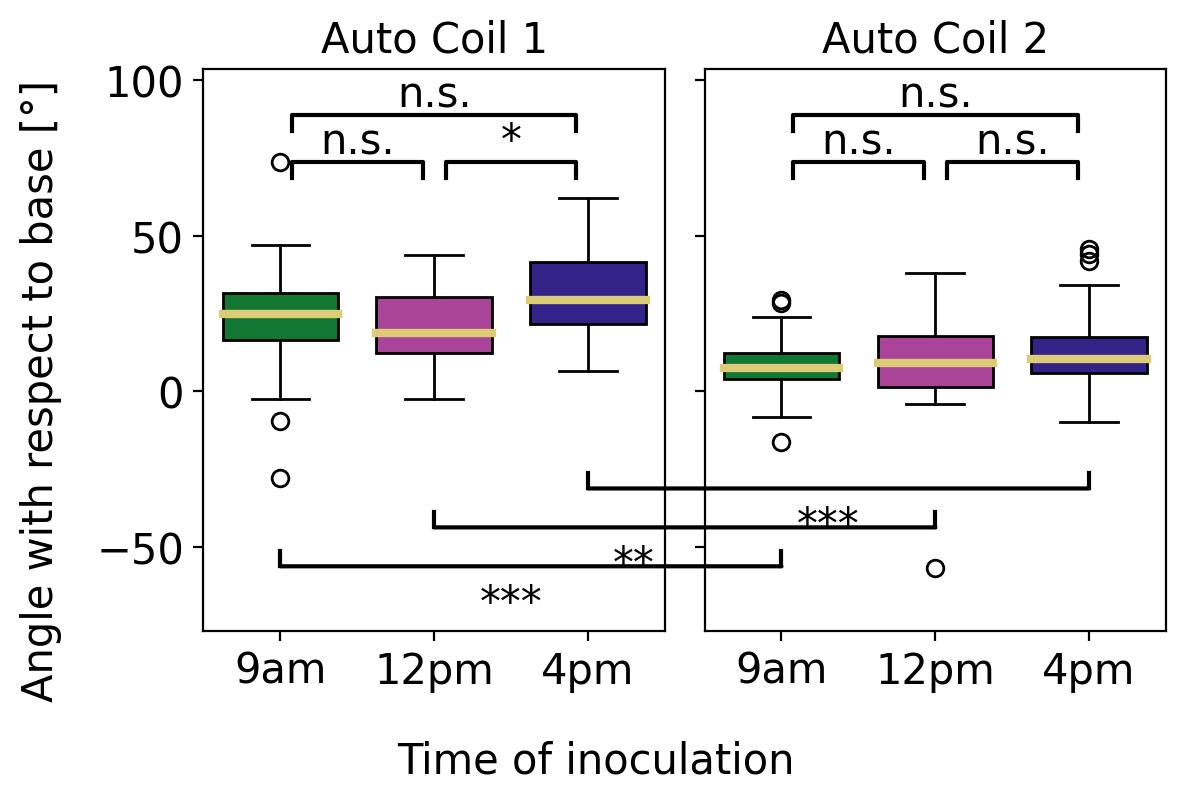 Auto Coil 1
Auto Coil 2
Angle with respect to base [°]
100
50
0
−50
n.s.
n.s.
*
n.s.
n.s.
n.s.
***
**
***
9am
12pm
4pm
9am
12pm
4pm
Time of inoculation